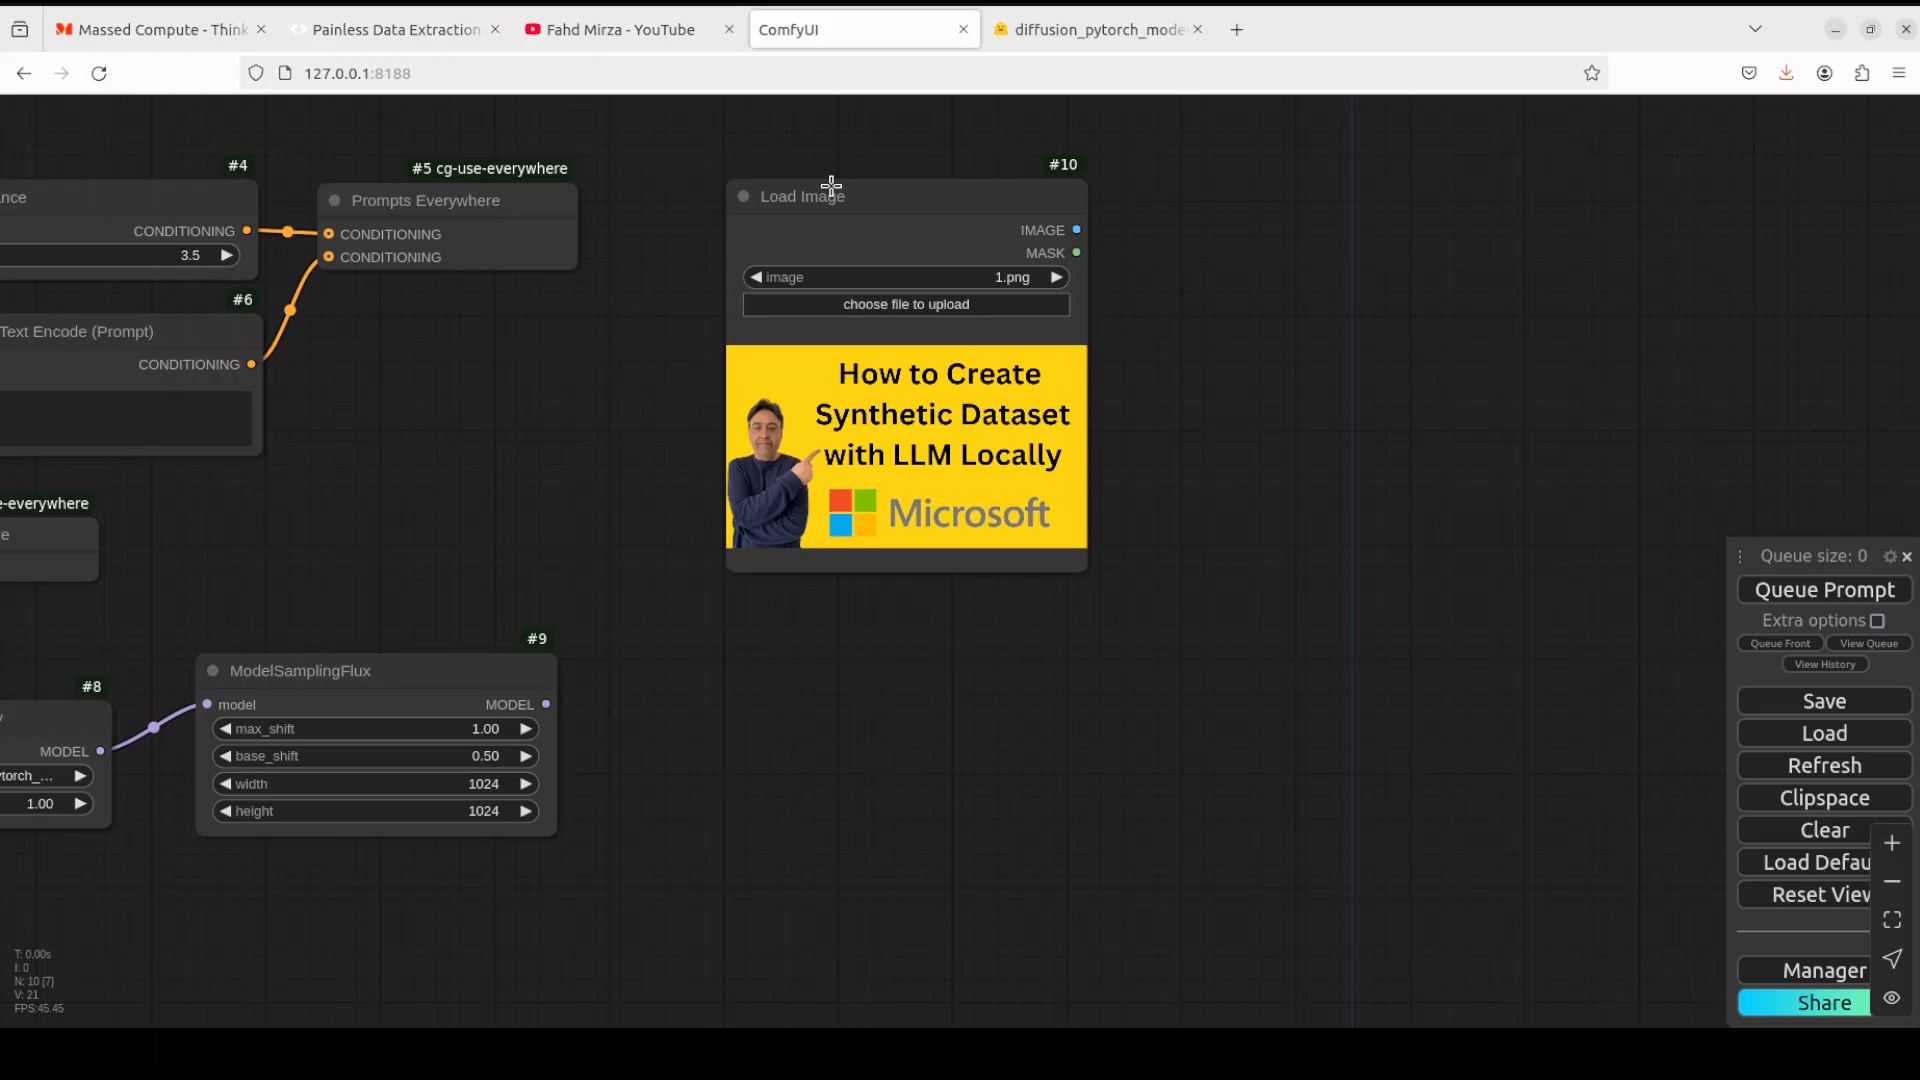 Massed Compute - Think
Painless Data Extraction
Fahd Mirza - YouTube
ComfyUI
diffusion_pytorch_mode
127.0.0.1:8188
#4
nce
CONDITIONING
3.5
#5 cg-use-everywhere
Prompts Everywhere
CONDITIONING
CONDITIONING
#6
Text Encode (Prompt)
CONDITIONING
e-everywhere
e
#8
MODEL
ytorch_...
1.00
#9
ModelSamplingFlux
model
MODEL
max_shift
1.00
base_shift
0.50
width
1024
height
1024
#10
Load Image
IMAGE
MASK
image
1.png
choose file to upload
How to Create
Synthetic Dataset
with LLM Locally
Microsoft
Queue size: 0
Queue Prompt
Extra options
Queue Front
View Queue
View History
Save
Load
Refresh
Clipspace
Clear
Load Defau
Reset View
Manager
Share
T: 0.00s
I: 0
N: 10 [7]
V: 21
FPS:45.45